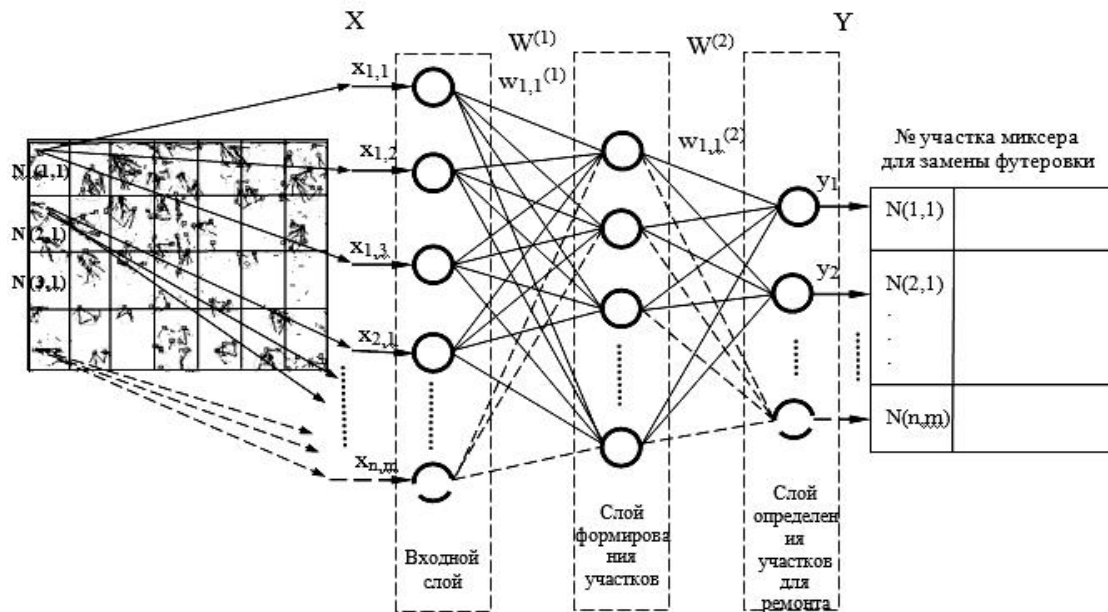 X
W(1)
W(2)
Y
x1,1
w1,1(1)
x1,2
w1,1(2)
x1,3
x2,1
xn,m
N (1,1)
N(2,1)
N(3,1)
y1
y2
№ участка миксера
для замены футеровки
N(1,1)
N(2,1)
N(n,m)
Входной
слой
Слой
формирова
ния
участков
Слой
определен
ия
участков
для
ремонта